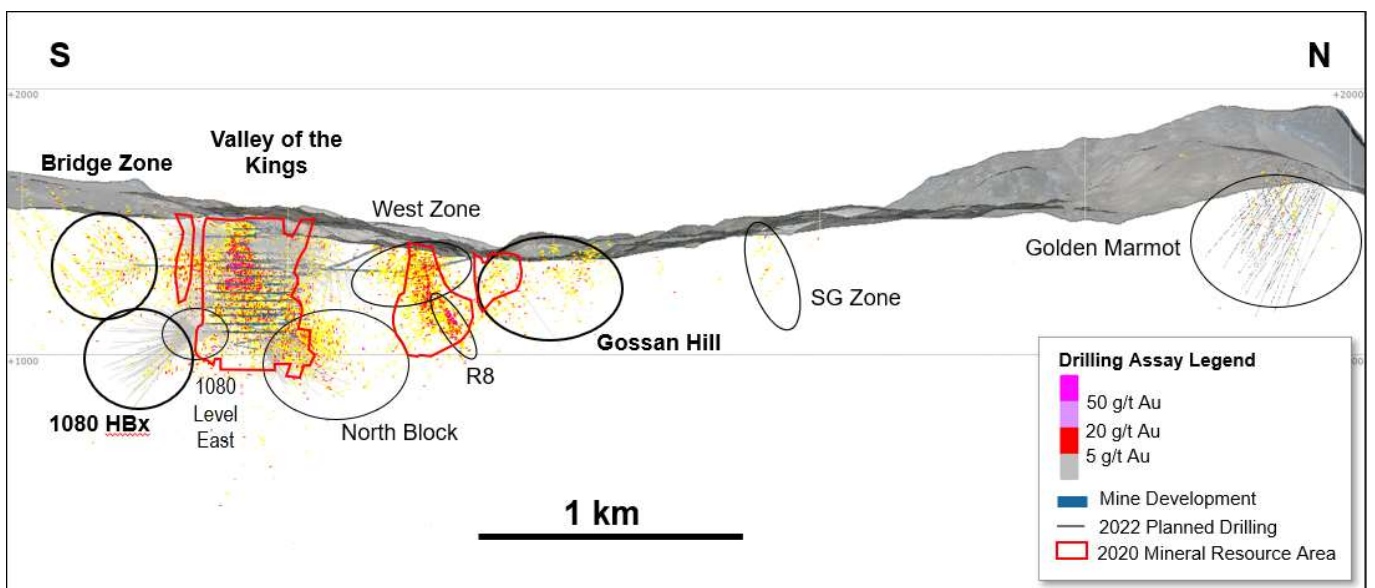 S
N
+2000
+2000
Valley of the
Kings
Bridge Zone
West Zone
Golden Marmot
SG Zone
Gossan Hill
+1000
R8
1080
Level
East
1080 HBx
North Block
1 km
Drilling Assay Legend
50 g/t Au
20 g/t Au
5 g/t Au
Mine Development
2022 Planned Drilling
2020 Mineral Resource Area